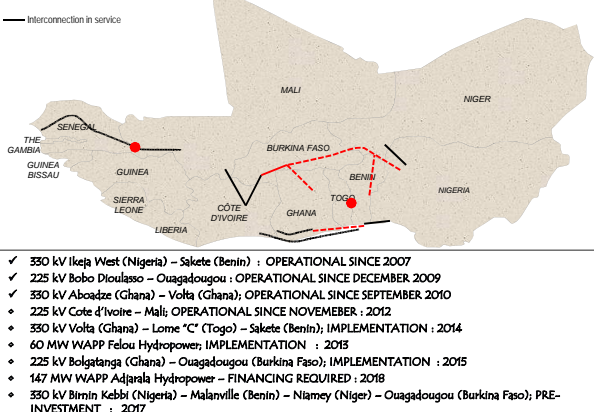 Interconnection in service
MALI
NIGER
SENEGAL
THE
GAMBIA
BURKINA FASO
GUINEA
BISSAU
GUINEA
BENIN
NIGERIA
TOGO
SIERRA
LEONE
CÔTE
D'IVOIRE
GHANA
LIBERIA
✓ 330 kV Ikeja West (Nigeria) – Sakete (Benin) : OPERATIONAL SINCE 2007
✓ 225 kV Bobo Dioulasso – Ouagadougou : OPERATIONAL SINCE DECEMBER 2009
✓ 330 kV Aboadze (Ghana) – Volta (Ghana); OPERATIONAL SINCE SEPTEMBER 2010
❖ 225 kV Cote d'Ivoire – Mali; OPERATIONAL SINCE NOVEMEBER : 2012
❖ 330 kV Volta (Ghana) – Lome "C" (Togo) – Sakete (Benin); IMPLEMENTATION : 2014
❖ 60 MW WAPP Felou Hydropower; IMPLEMENTATION : 2013
❖ 225 kV Bolgatanga (Ghana) – Ouagadougou (Burkina Faso); IMPLEMENTATION : 2015
❖ 147 MW WAPP Adjarala Hydropower – FINANCING REQUIRED : 2018
❖ 330 kV Birnin Kebbi (Nigeria) – Malanville (Benin) – Niamey (Niger) – Ouagadougou (Burkina Faso); PRE-
INVESTMENT : 2017